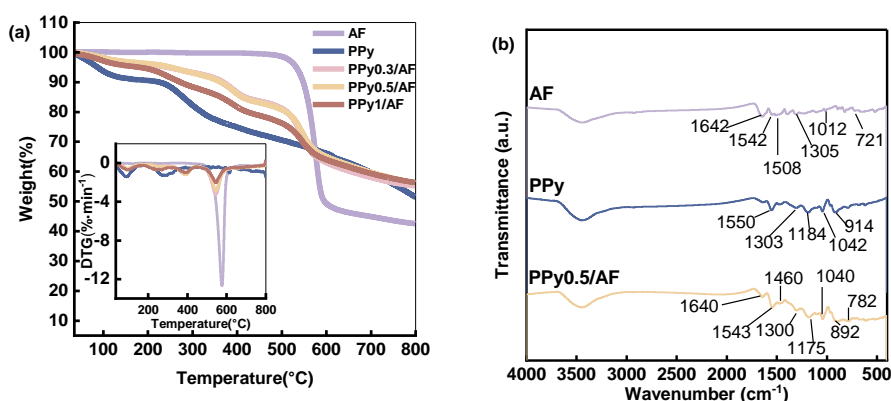 (a)
110
100
90
80
70
60
50
40
30
20
10
Weight(%)
AF
PPy
PPy0.3/AF
PPy0.5/AF
PPy1/AF
0
-4
-8
-12
DTG(%·min-1)
0
200
400
600
800
Temperature(°C)
100
200
300
400
500
600
700
800
Temperature(°C)
(b)
Transmittance (a.u.)
AF
1642
1542
1508
1305
1012
721
PPy
1550
1303
1184
1042
914
PPy0.5/AF
1640
1543
1460
1300
1175
1040
892
782
4000 3500 3000 2500 2000 1500 1000 500
Wavenumber (cm-1)